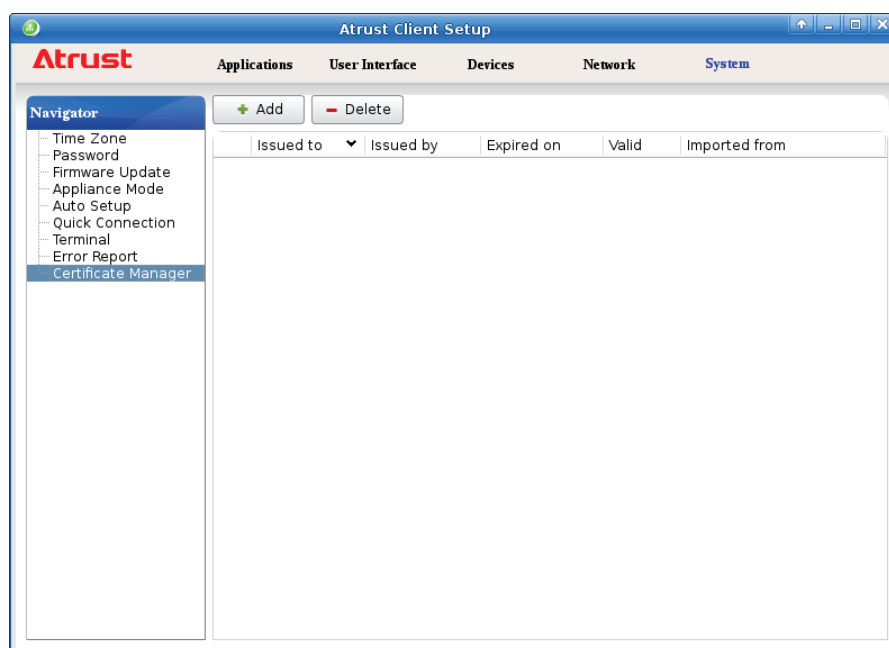 Atrust Client Setup
Atrust
Applications User Interface Devices Network System
Navigator
Time Zone
Password
Firmware Update
Appliance Mode
Auto Setup
Quick Connection
Terminal
Error Report
Certificate Manager
Add Delete
Issued to Issued by Expired on Valid Imported from